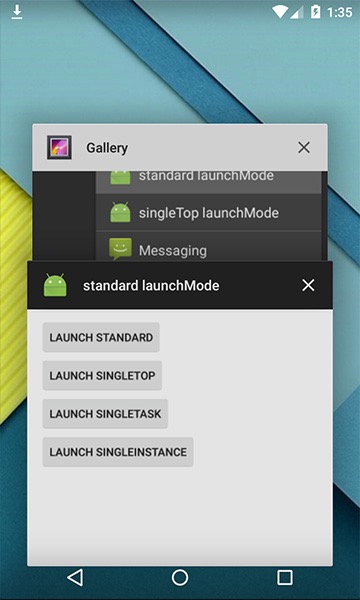 1:35
Gallery
standard launchMode
singleTop launchMode
Messaging
standard launchMode
LAUNCH STANDARD
LAUNCH SINGLETOP
LAUNCH SINGLETASK
LAUNCH SINGLEINSTANCE